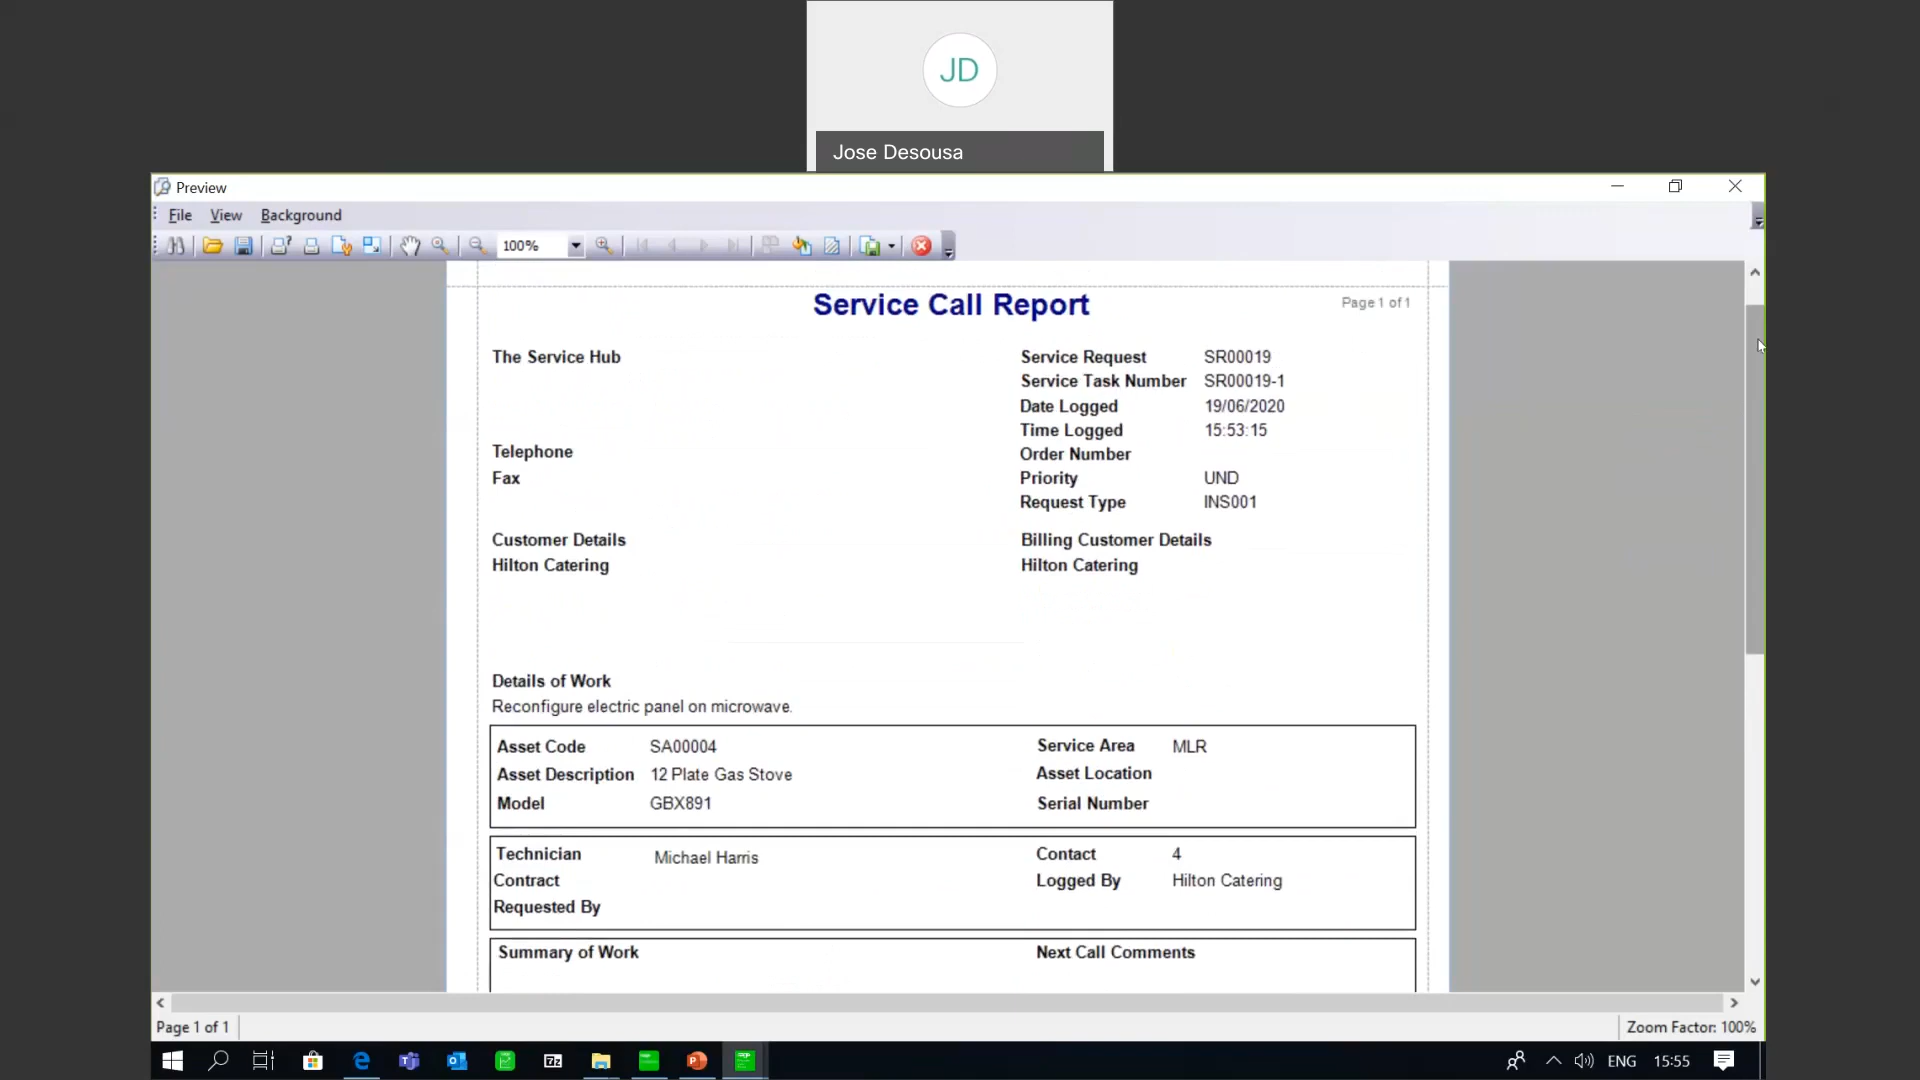 JD
Jose Desousa
Preview
File View Background
100%
Service Call Report
Page 1 of 1
The Service Hub
Service Request SR00019
Service Task Number SR00019-1
Date Logged 19/06/2020
Time Logged 15:53:15
Telephone
Order Number
Fax
Priority UND
Request Type INS001
Customer Details
Billing Customer Details
Hilton Catering
Hilton Catering
Details of Work
Reconfigure electric panel on microwave.
Asset Code SA00004
Service Area MLR
Asset Description 12 Plate Gas Stove
Asset Location
Model GBX891
Serial Number
Technician Michael Harris
Contact 4
Contract
Logged By Hilton Catering
Requested By
Summary of Work
Next Call Comments
Page 1 of 1
Zoom Factor: 100%
ENG 15:55